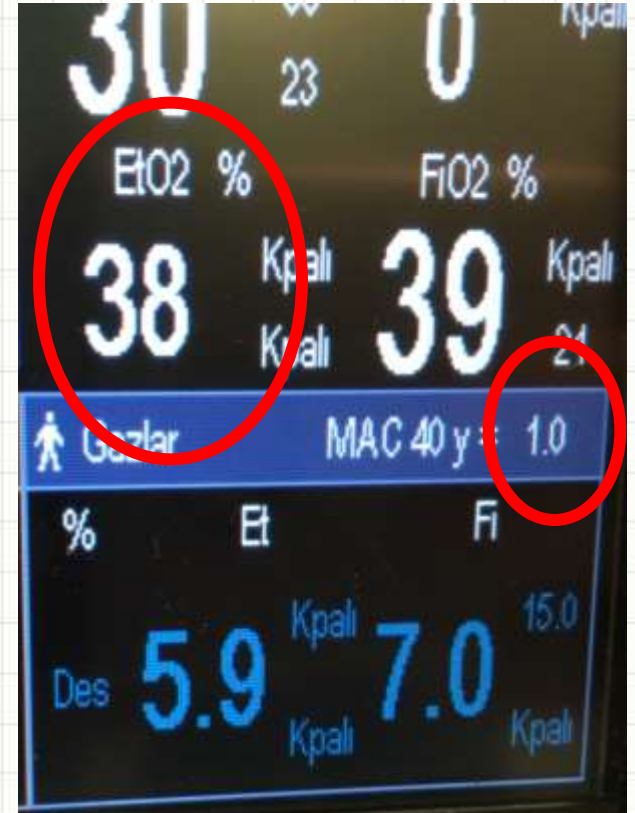 30 23 0 Kpalı
EtO2 % FiO2 %
38 Kpalı Kpalı 39 Kpalı 21
Gazlar MAC 40 y = 1.0
% Et Fi
Des 5.9 Kpalı Kpalı 7.0 15.0 Kpalı